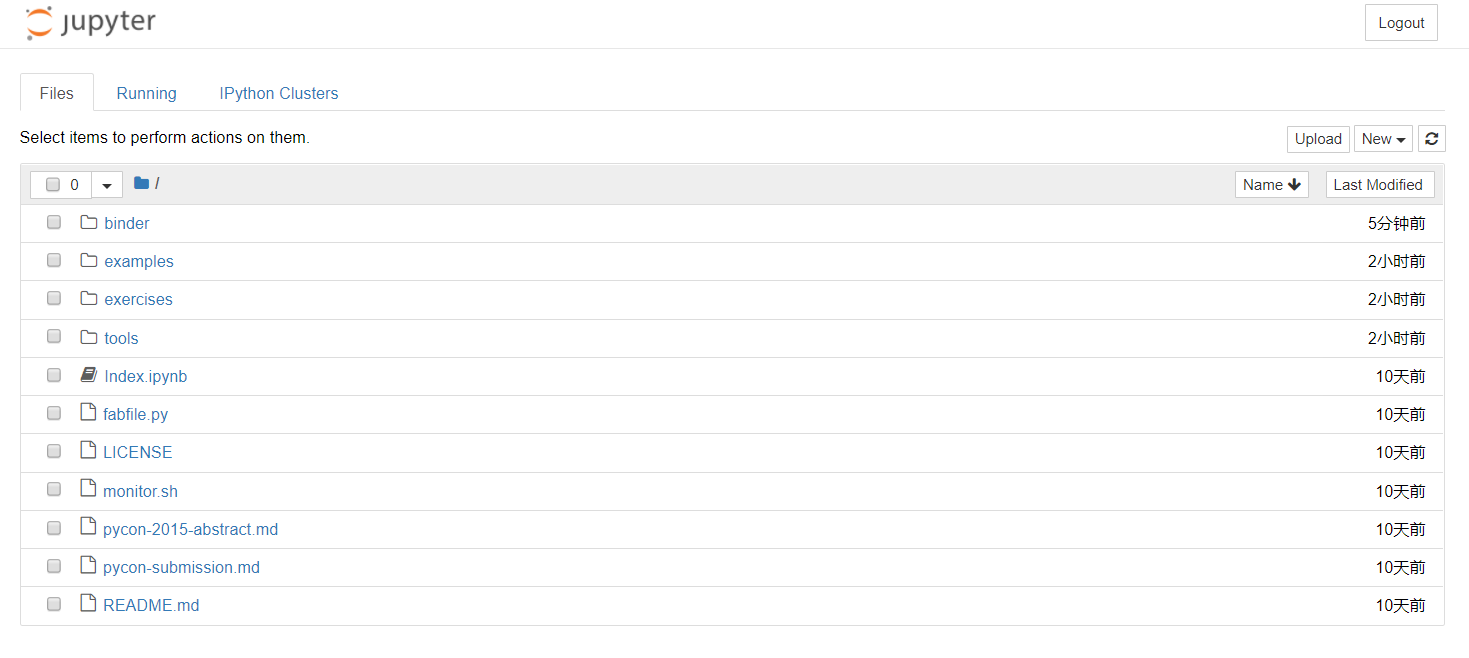 jupyter Logout
Files Running IPython Clusters
Select items to perform actions on them. Upload New
0 / Name Last Modified
binder 5分钟前
examples 2小时前
exercises 2小时前
tools 2小时前
Index.ipynb 10天前
fabfile.py 10天前
LICENSE 10天前
monitor.sh 10天前
pycon-2015-abstract.md 10天前
pycon-submission.md 10天前
README.md 10天前